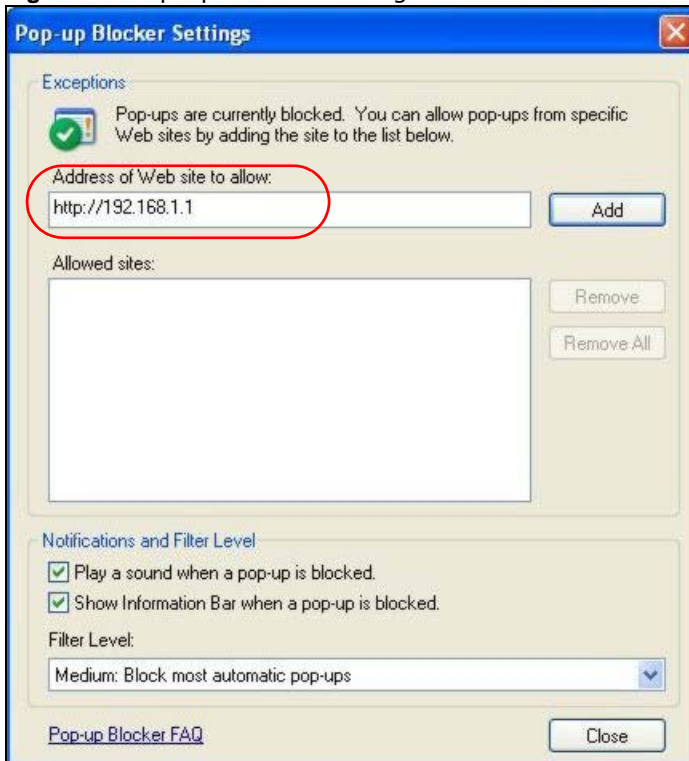 Pop-up Blocker Settings
Exceptions
Pop-ups are currently blocked. You can allow pop-ups from specific
Web sites by adding the site to the list below.
Address of Web site to allow:
http://192.168.1.1
Add
Allowed sites:
Remove
Remove All
Notifications and Filter Level
Play a sound when a pop-up is blocked.
Show Information Bar when a pop-up is blocked.
Filter Level:
Medium: Block most automatic pop-ups
Pop-up Blocker FAQ
Close